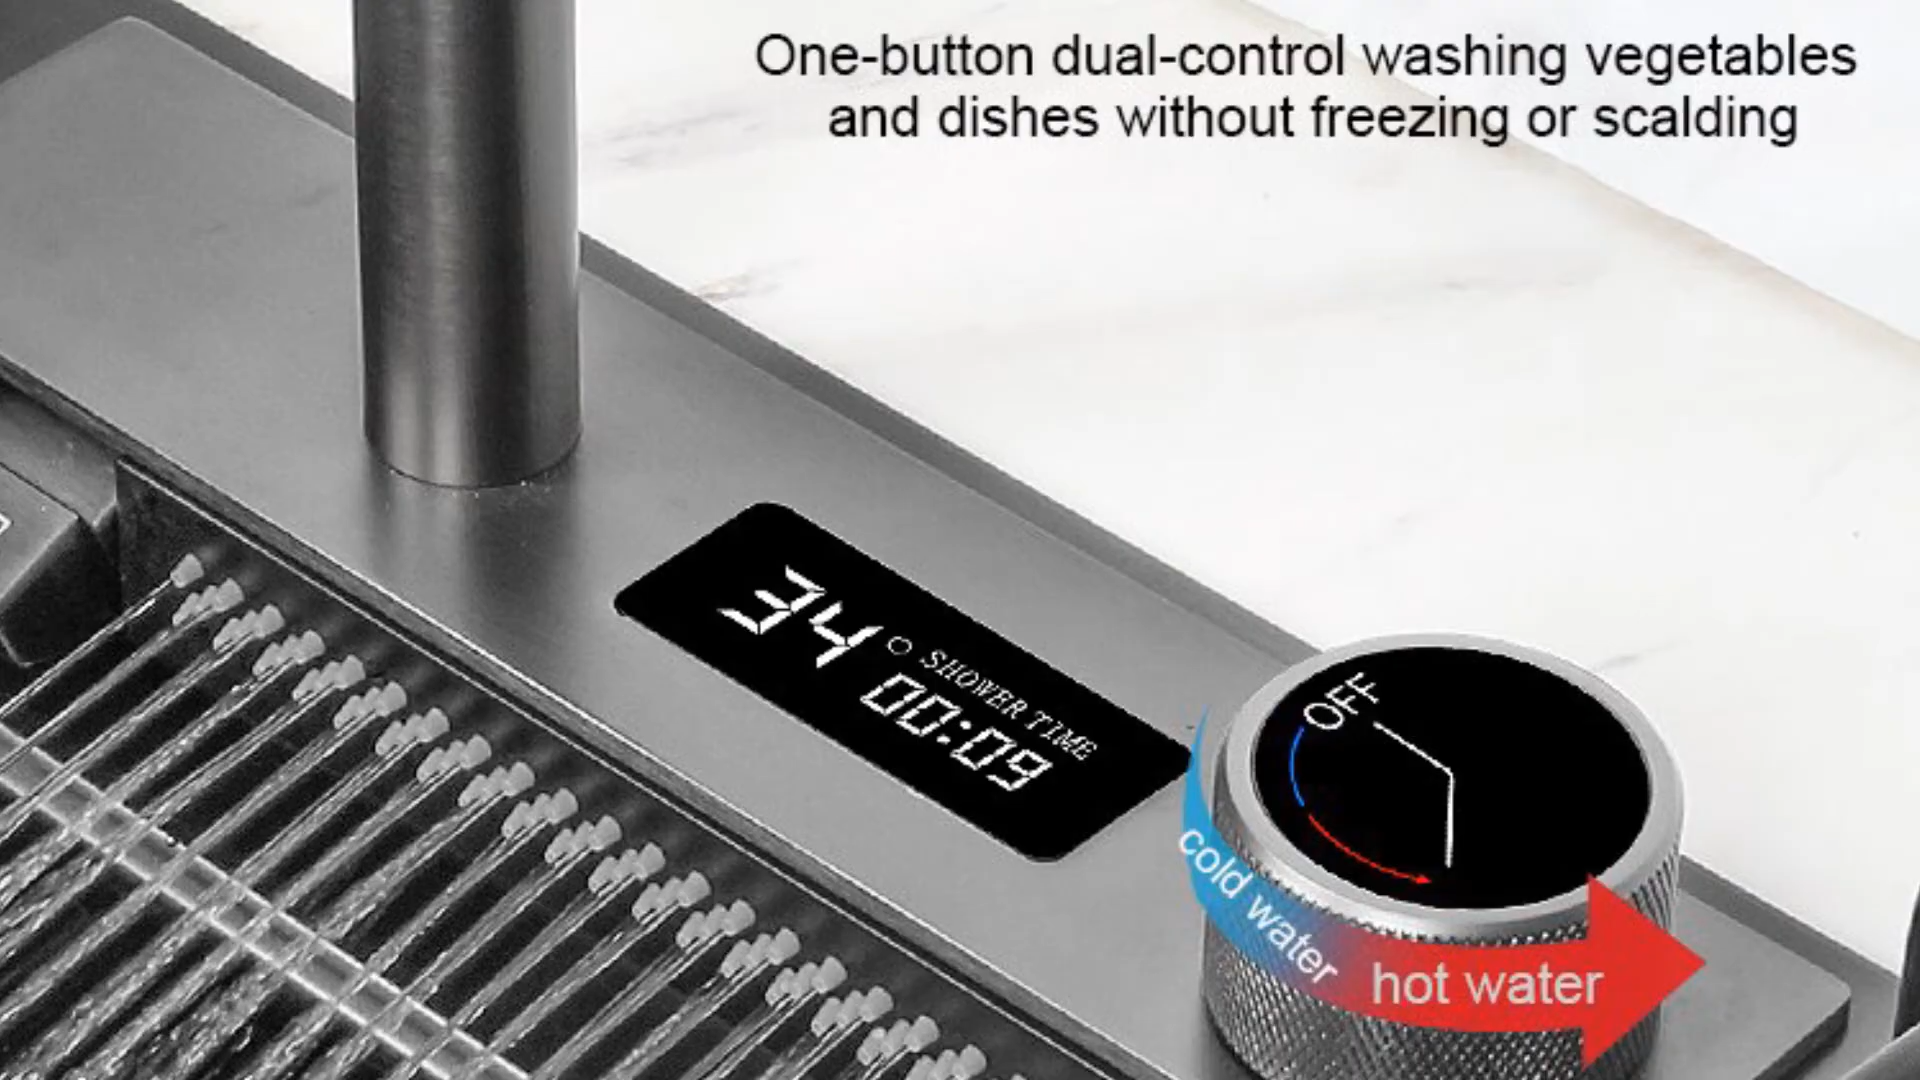 One-button dual-control washing vegetables
and dishes without freezing or scalding
34°
SHOWER TIME
00:09
OFF
cold water
hot water